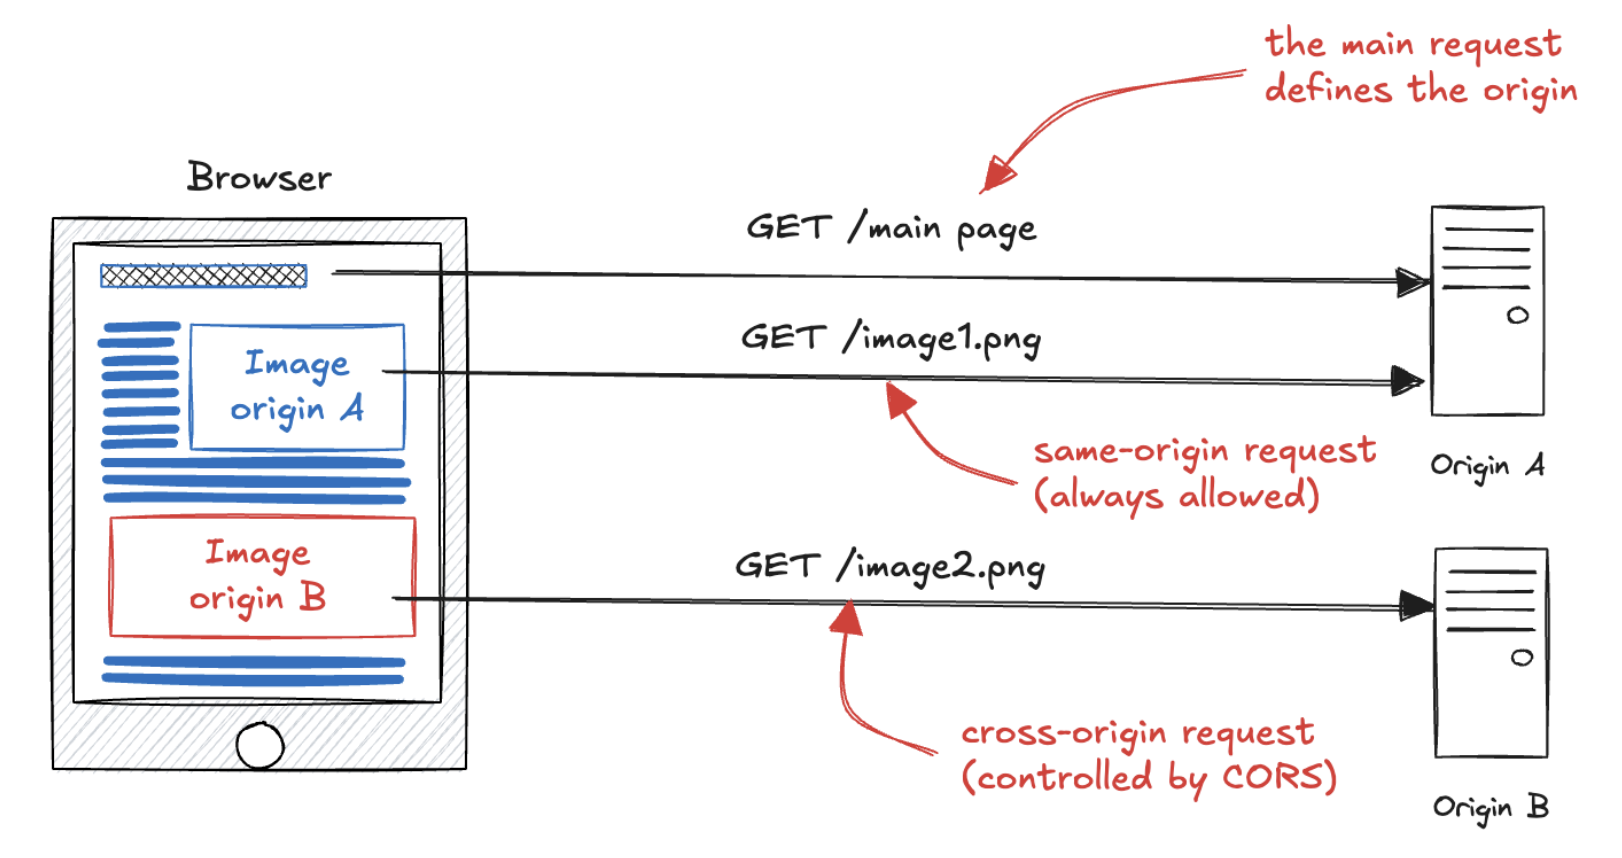 the main request
defines the origin
Browser
GET /main page
GET /image1.png
Image
origin A
same-origin request
(always allowed)
Origin A
Image
origin B
GET /image2.png
cross-origin request
(controlled by CORS)
Origin B